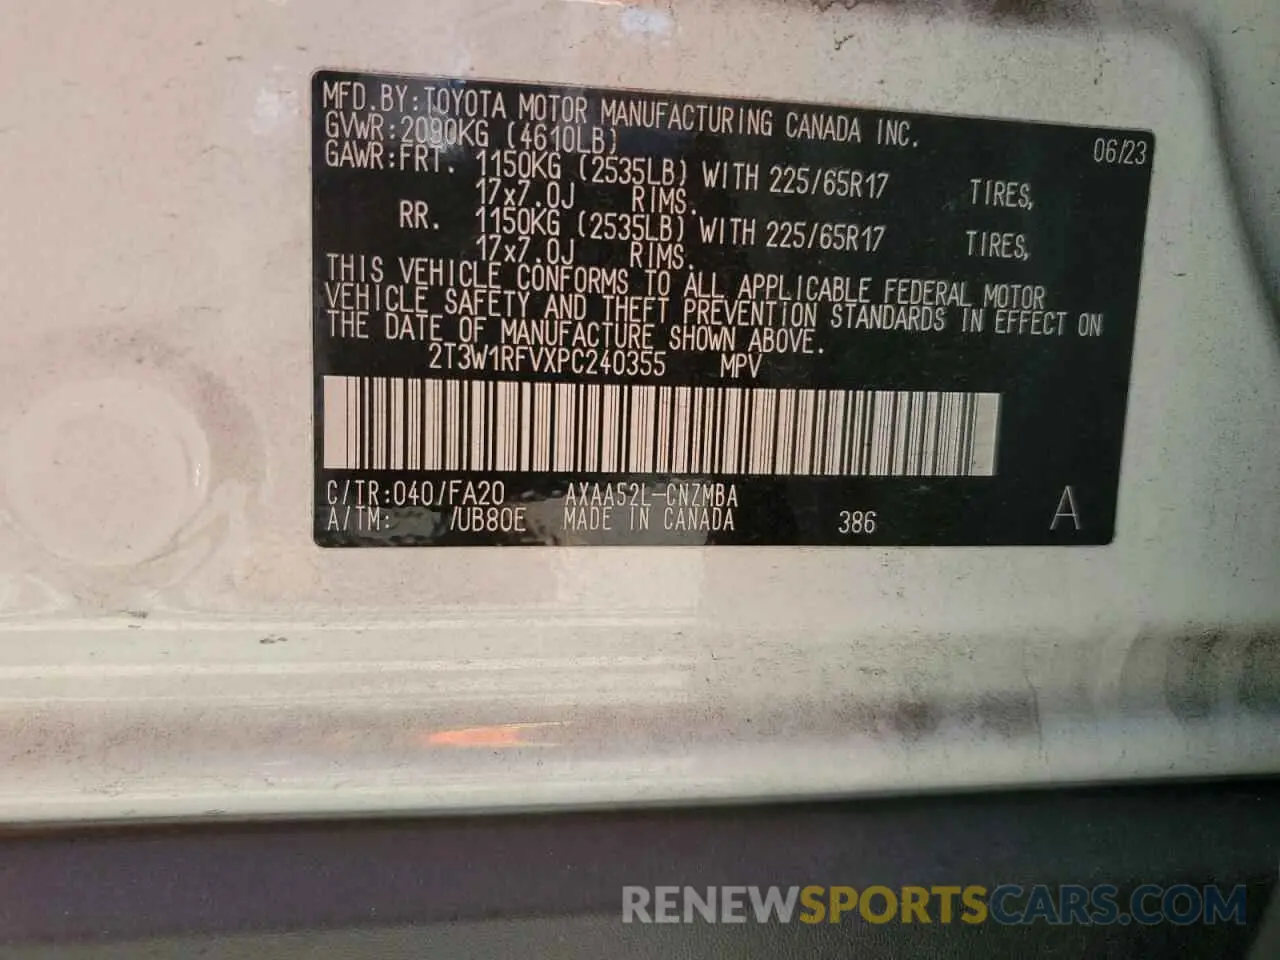 MFD.BY:TOYOTA MOTOR MANUFACTURING CANADA INC.
GVWR:2090KG (4610LB) 06/23
GAWR:FRT. 1150KG (2535LB) WITH 225/65R17 TIRES,
17x7.0J RIMS.
RR. 1150KG (2535LB) WITH 225/65R17 TIRES,
17x7.0J RIMS.
THIS VEHICLE CONFORMS TO ALL APPLICABLE FEDERAL MOTOR
VEHICLE SAFETY AND THEFT PREVENTION STANDARDS IN EFFECT ON
THE DATE OF MANUFACTURE SHOWN ABOVE.
2T3W1RFVXPC240355 MPV
C/TR:040/FA20 AXAA52L-CNZMBA
A/TM: /UB80E MADE IN CANADA 386 A
RENEWSPORTSCARS.COM